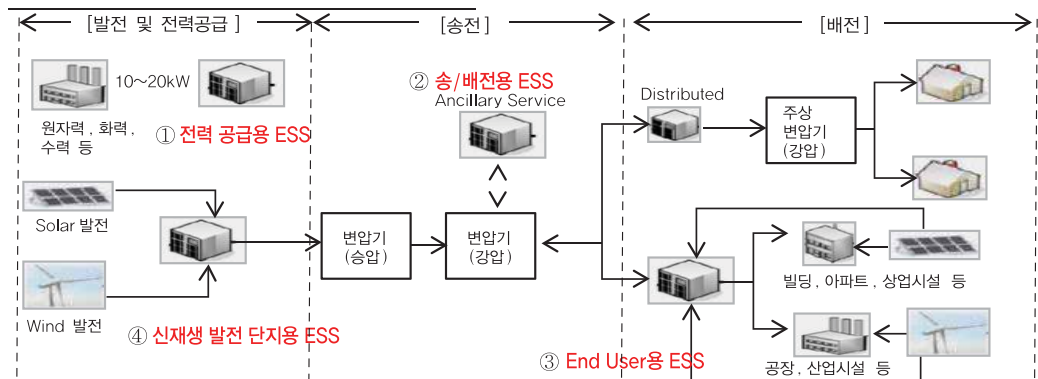 [발전 및 전력공급 ]
[송전]
[배전]
10~20kW
원자력, 화력,
수력 등
① 전력 공급용 ESS
② 송/배전용 ESS
Ancillary Service
Distributed
주상
변압기
(강압)
Solar 발전
변압기
(승압)
변압기
(강압)
빌딩, 아파트, 상업시설 등
Wind 발전
④ 신재생 발전 단지용 ESS
③ End User용 ESS
공장, 산업시설 등